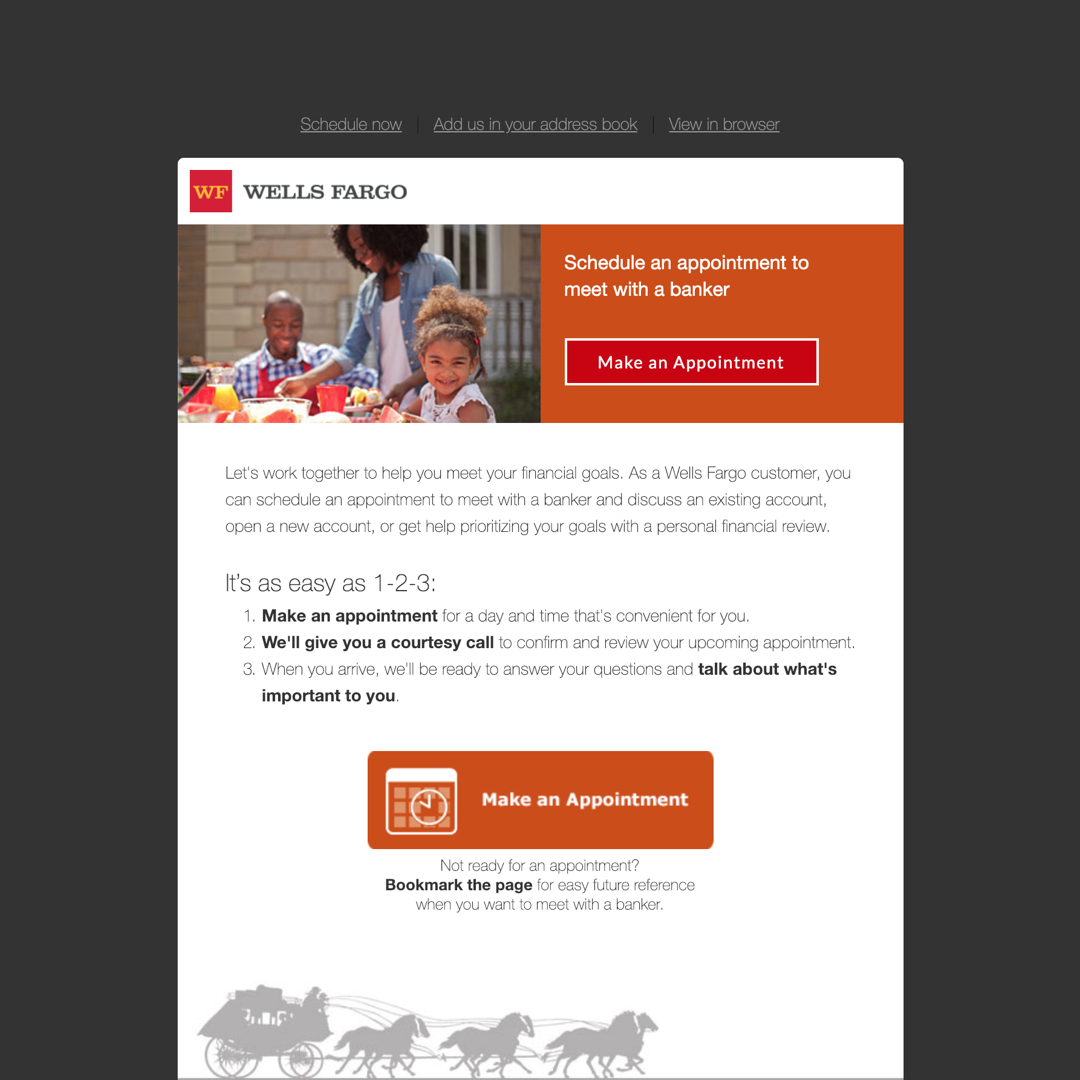 Schedule now | Add us in your address book | View in browser
WF WELLS FARGO
Schedule an appointment to
meet with a banker
Make an Appointment
Let's work together to help you meet your financial goals. As a Wells Fargo customer, you
can schedule an appointment to meet with a banker and discuss an existing account,
open a new account, or get help prioritizing your goals with a personal financial review.
It’s as easy as 1-2-3:
1. Make an appointment for a day and time that's convenient for you.
2. We'll give you a courtesy call to confirm and review your upcoming appointment.
3. When you arrive, we'll be ready to answer your questions and talk about what's
important to you.
Make an Appointment
Not ready for an appointment?
Bookmark the page for easy future reference
when you want to meet with a banker.